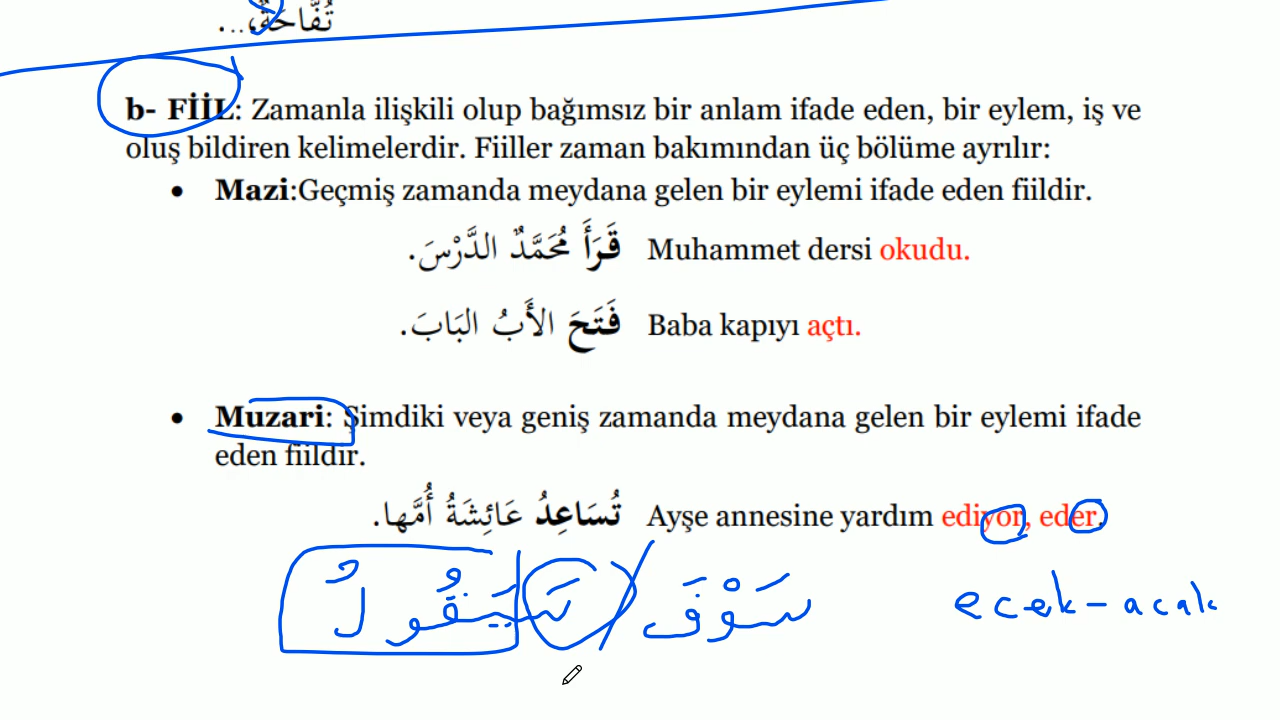 تُفَّاحَةٌ،...
b- FİİL: Zamanla ilişkili olup bağımsız bir anlam ifade eden, bir eylem, iş ve
oluş bildiren kelimelerdir. Fiiller zaman bakımından üç bölüme ayrılır:
• Mazi:Geçmiş zamanda meydana gelen bir eylemi ifade eden fiildir.
قَرَأَ مُحَمَّدٌ الدَّرْسَ. Muhammet dersi okudu.
فَتَحَ الأَبُ البَابَ. Baba kapıyı açtı.
• Muzari: Şimdiki veya geniş zamanda meydana gelen bir eylemi ifade
eden fiildir.
تُسَاعِدُ عَائِشَةُ أُمَّها. Ayşe annesine yardım ediyor, eder.
سَوْفَ / سَيَقُولُ ecek - acak